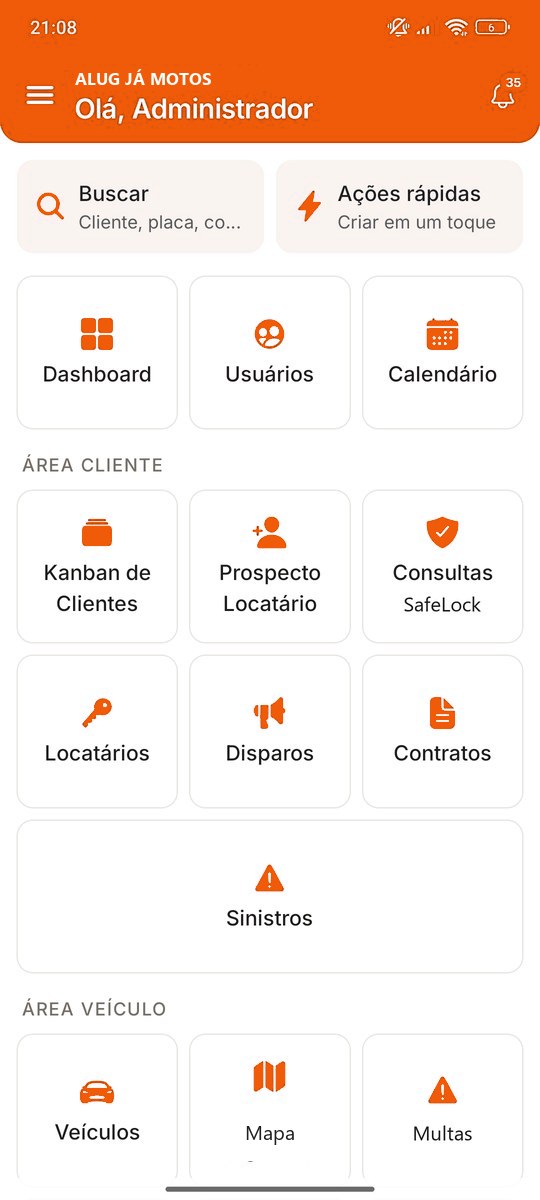 21:08
6
ALUG JÁ MOTOS
Olá, Administrador
35
Buscar
Cliente, placa, co...
Ações rápidas
Criar em um toque
Dashboard
Usuários
Calendário
ÁREA CLIENTE
Kanban de
Clientes
Prospecto
Locatário
Consultas
SafeLock
Locatários
Disparos
Contratos
Sinistros
ÁREA VEÍCULO
Veículos
Mapa
Multas